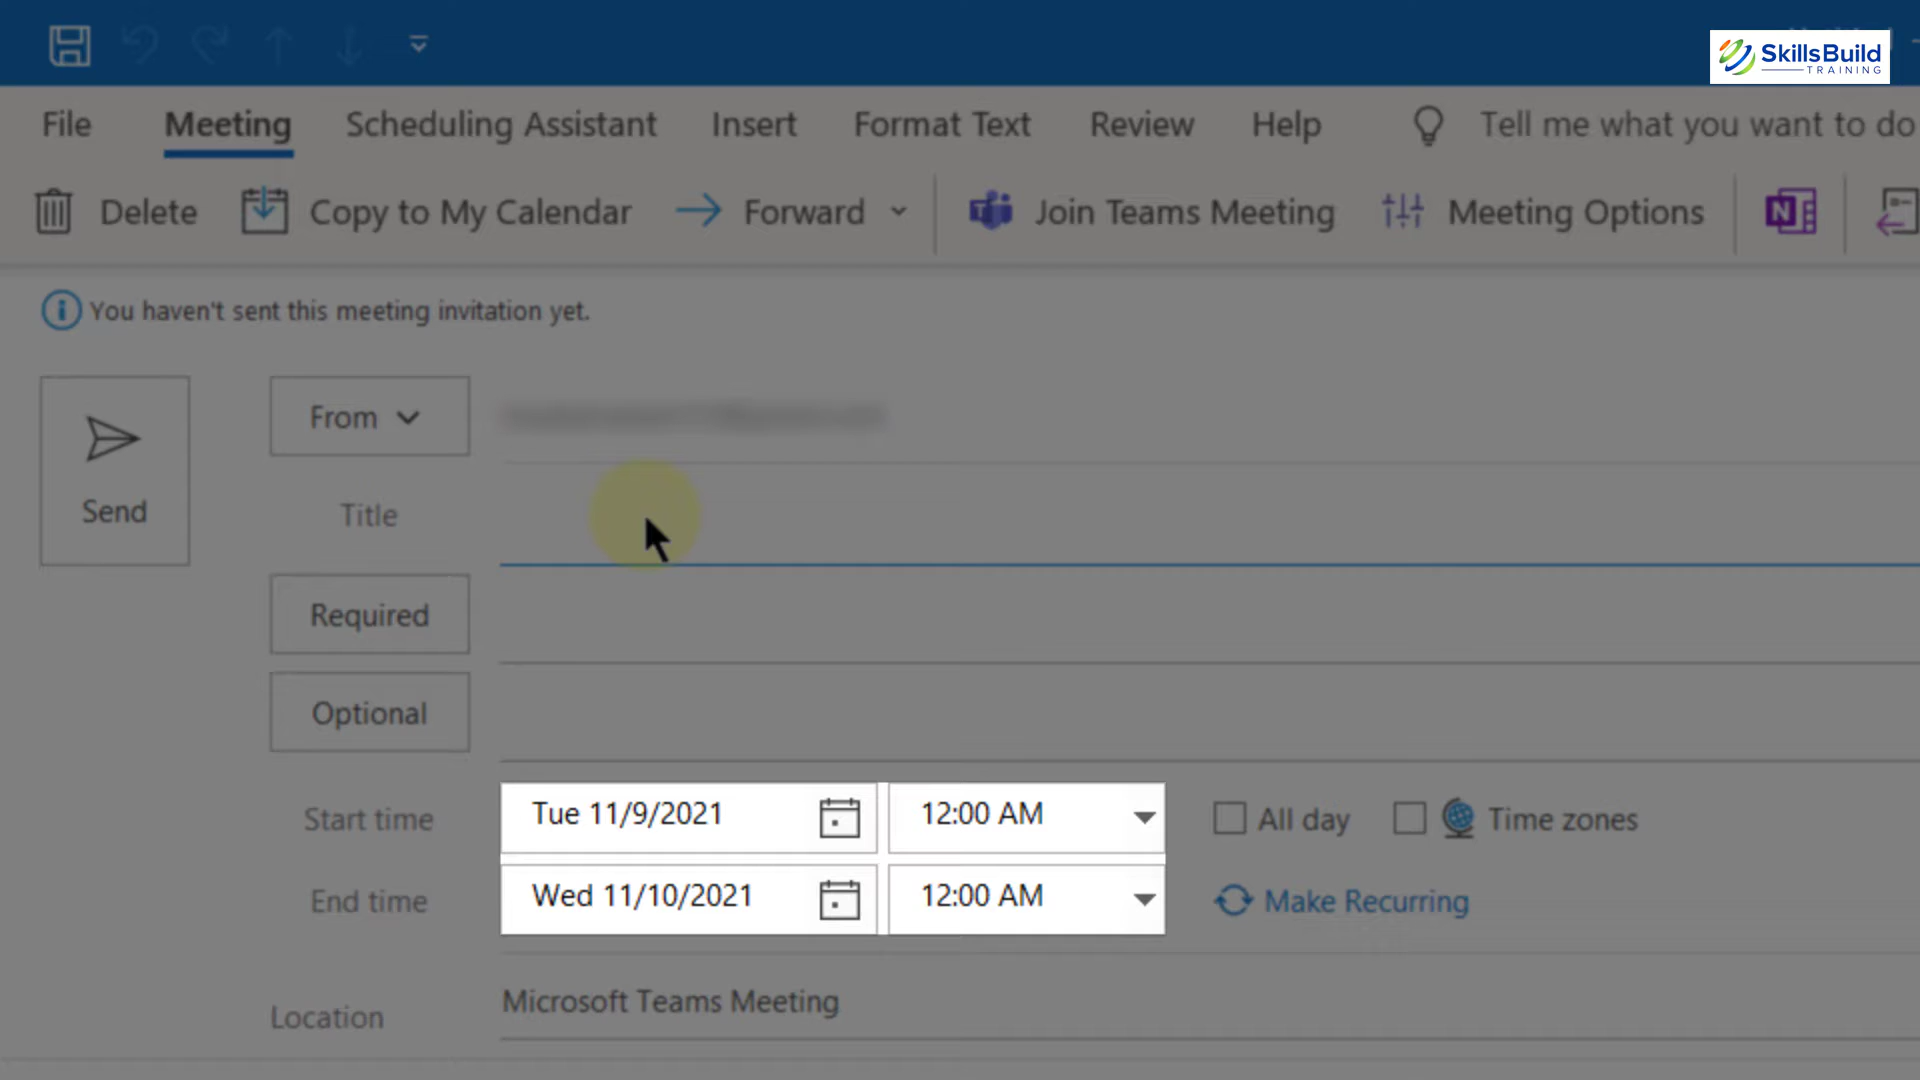 SkillsBuild
TRAINING
File Meeting Scheduling Assistant Insert Format Text Review Help Tell me what you want to do
Delete Copy to My Calendar Forward Join Teams Meeting Meeting Options N
You haven't sent this meeting invitation yet.
From
Send
Title
Required
Optional
Start time Tue 11/9/2021 12:00 AM All day Time zones
End time Wed 11/10/2021 12:00 AM Make Recurring
Location Microsoft Teams Meeting